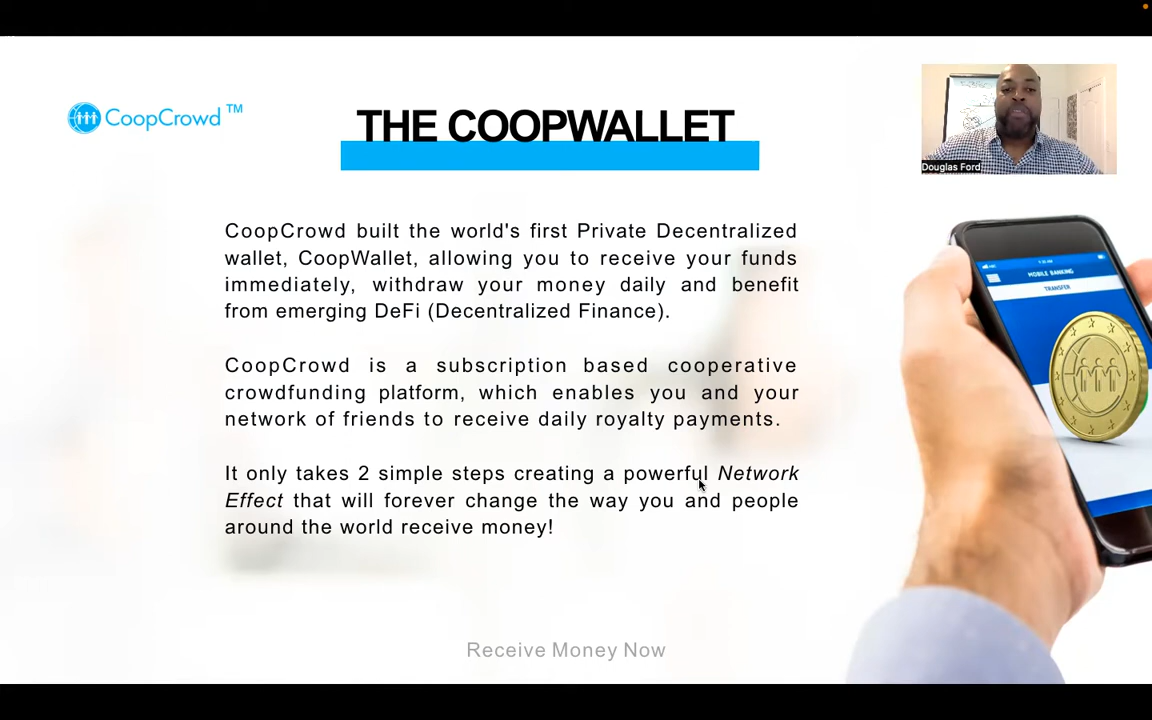 CoopCrowd™
THE COOPWALLET
Douglas Ford
CoopCrowd built the world's first Private Decentralized
wallet, CoopWallet, allowing you to receive your funds
immediately, withdraw your money daily and benefit
from emerging DeFi (Decentralized Finance).
CoopCrowd is a subscription based cooperative
crowdfunding platform, which enables you and your
network of friends to receive daily royalty payments.
It only takes 2 simple steps creating a powerful Network
Effect that will forever change the way you and people
around the world receive money!
MOBILE BANKING
TRANSFER
Receive Money Now